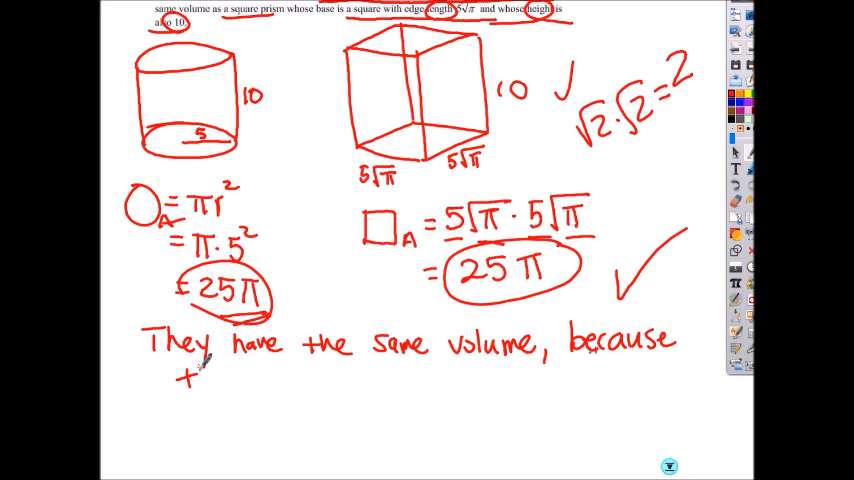 same volume as a square prism whose base is a square with edge length 5√π and whose height is
also 10.
10
5
10
5√π
5√π
√2·√2=2
A = πr²
= π·5²
= 25π
A = 5√π · 5√π
= 25π
They have the same volume, because
t